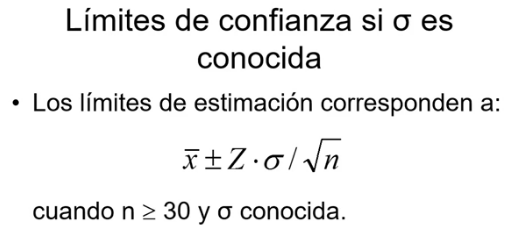 Límites de confianza si σ es
conocida
• Los límites de estimación corresponden a:
x̅ ± Z · σ / √n
cuando n ≥ 30 y σ conocida.